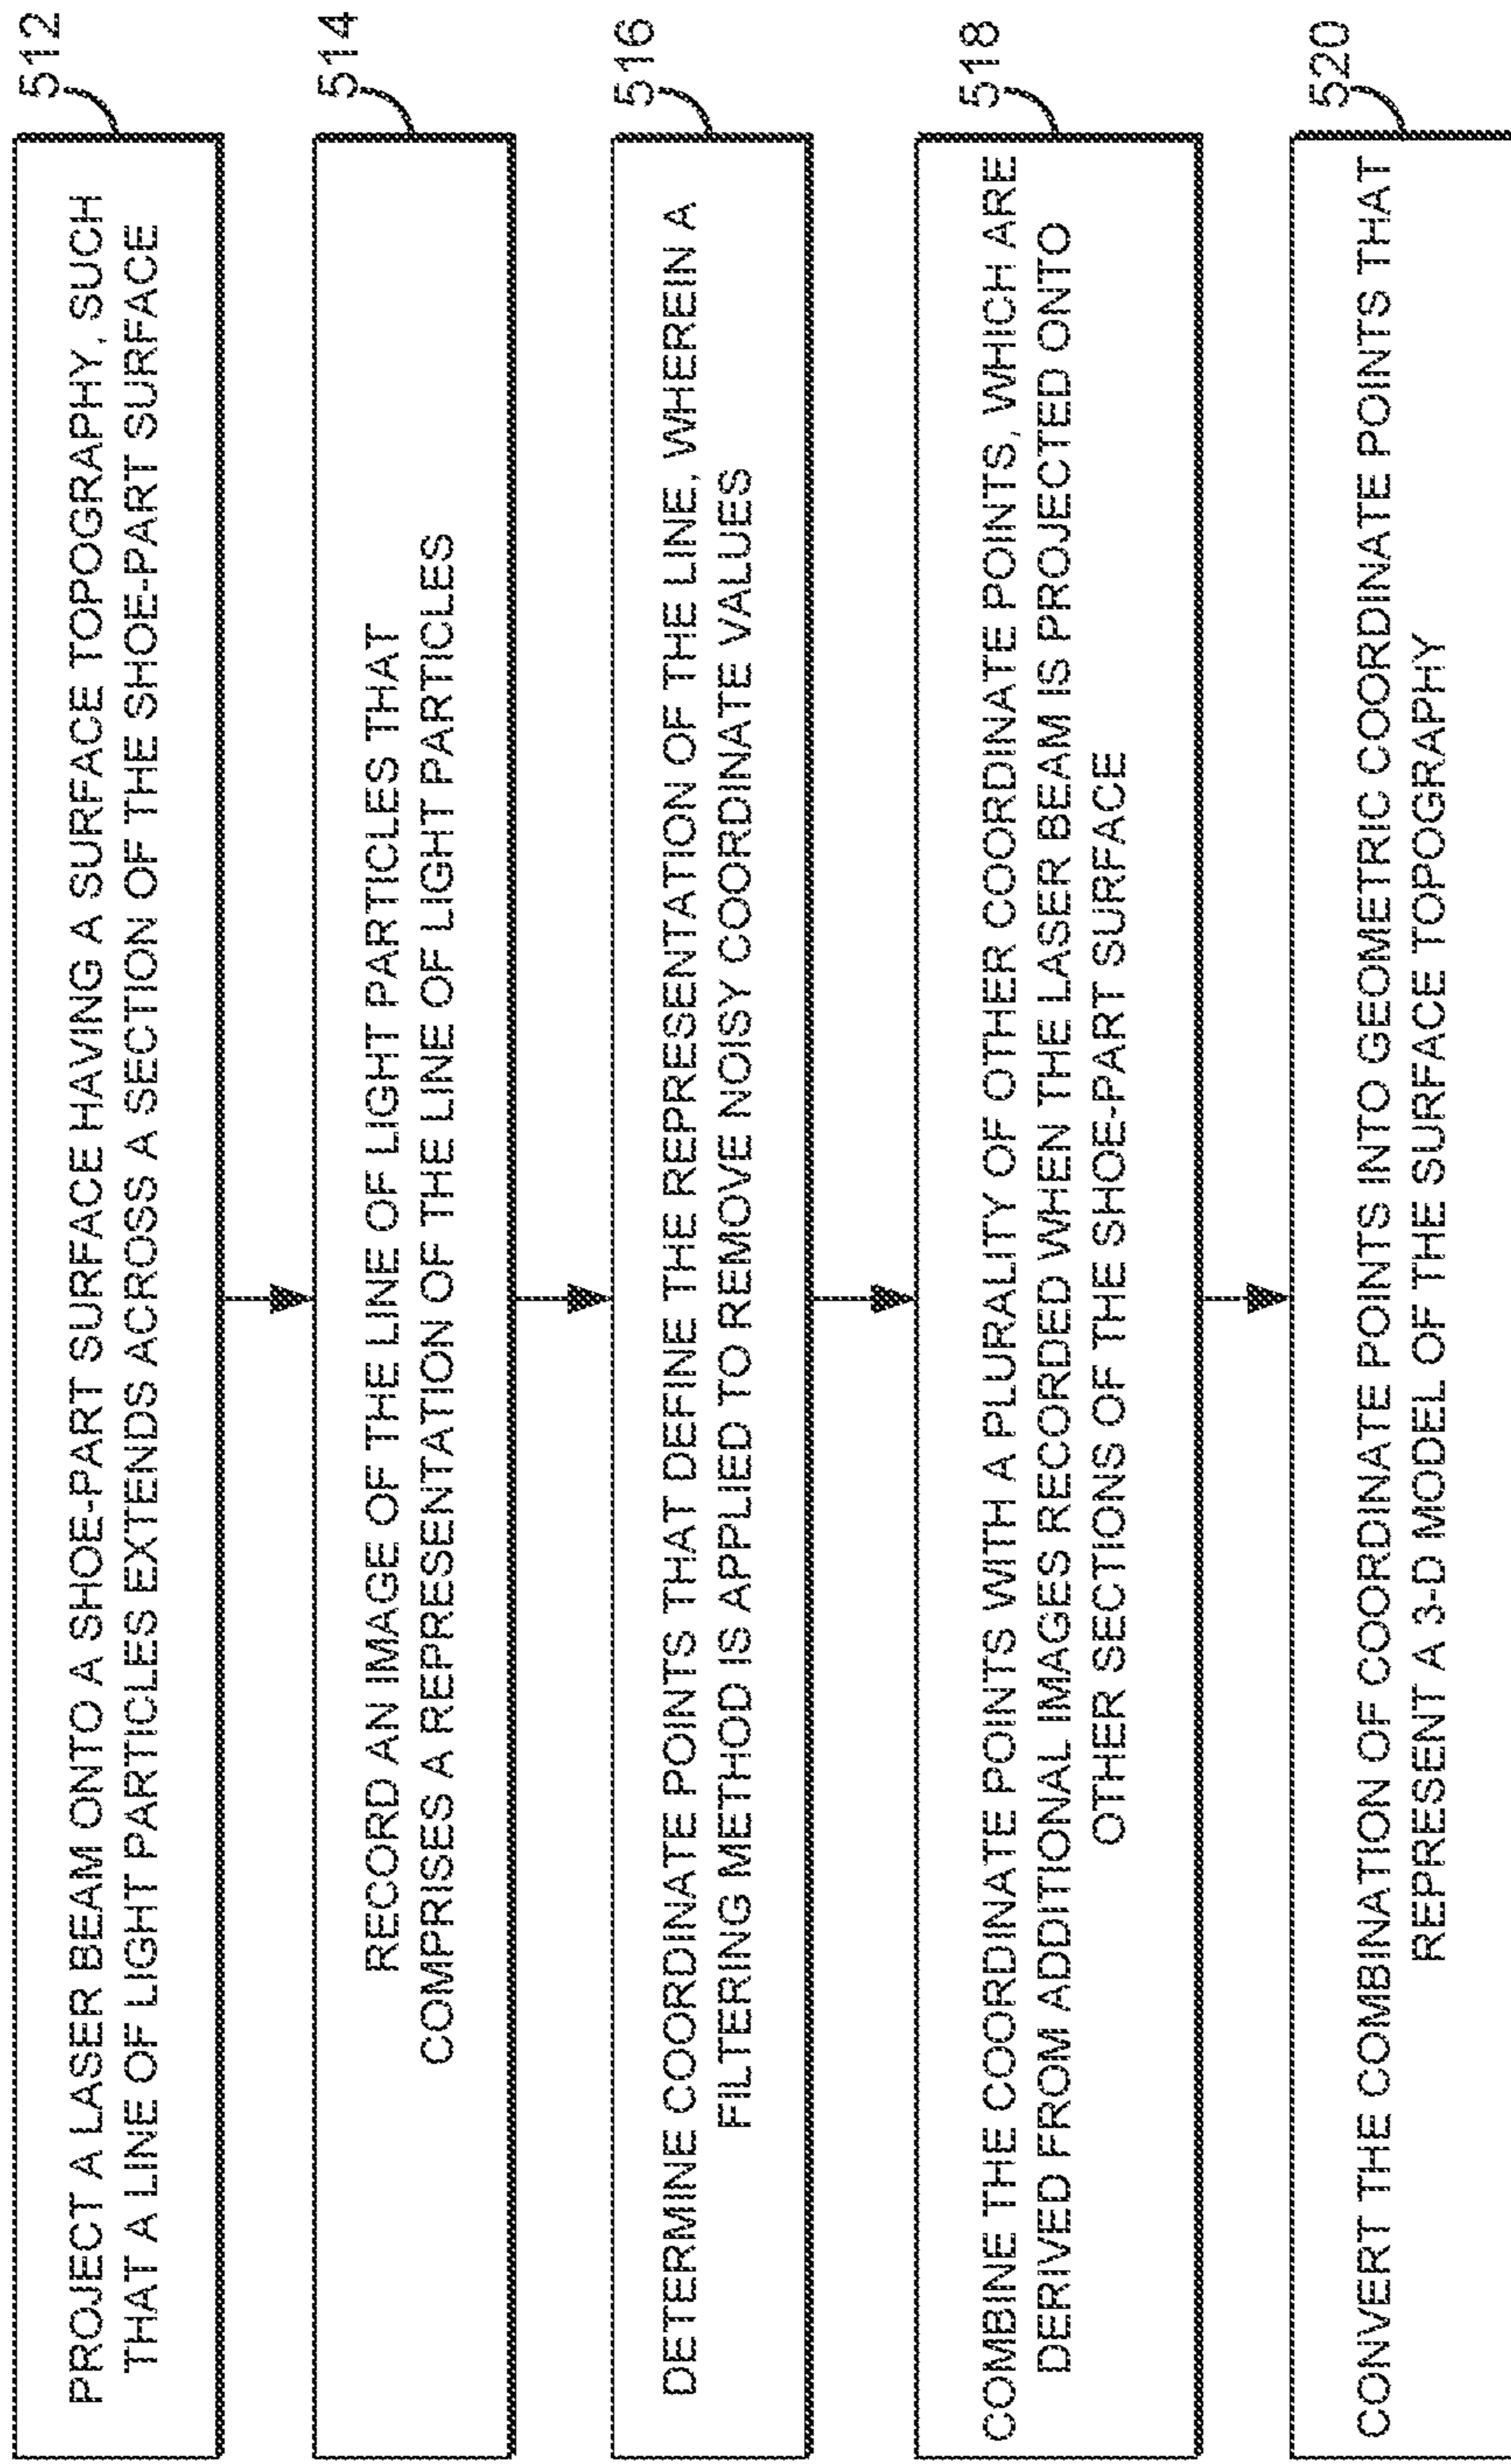 512
PROJECT A LASER BEAM ONTO A SHOE-PART SURFACE HAVING A SURFACE TOPOGRAPHY, SUCH
THAT A LINE OF LIGHT PARTICLES EXTENDS ACROSS A SECTION OF THE SHOE-PART SURFACE
514
RECORD AN IMAGE OF THE LINE OF LIGHT PARTICLES THAT
COMPRISES A REPRESENTATION OF THE LINE OF LIGHT PARTICLES
516
DETERMINE COORDINATE POINTS THAT DEFINE THE REPRESENTATION OF THE LINE, WHEREIN A
FILTERING METHOD IS APPLIED TO REMOVE NOISY COORDINATE VALUES
518
COMBINE THE COORDINATE POINTS WITH A PLURALITY OF OTHER COORDINATE POINTS, WHICH ARE
DERIVED FROM ADDITIONAL IMAGES RECORDED WHEN THE LASER BEAM IS PROJECTED ONTO
OTHER SECTIONS OF THE SHOE-PART SURFACE
520
CONVERT THE COMBINATION OF COORDINATE POINTS INTO GEOMETRIC COORDINATE POINTS THAT
REPRESENT A 3-D MODEL OF THE SURFACE TOPOGRAPHY